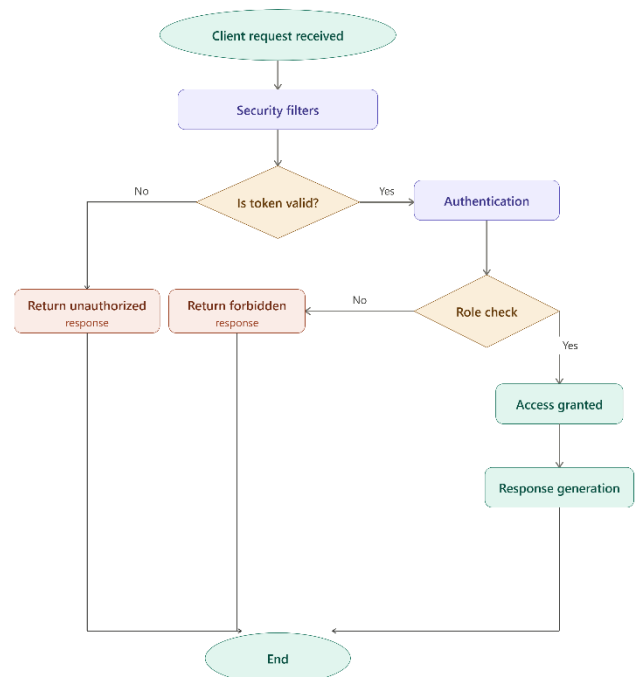 Client request received
Security filters
No
Is token valid?
Yes
Authentication
Return unauthorized
response
Return forbidden
response
No
Role check
Yes
Access granted
Response generation
End